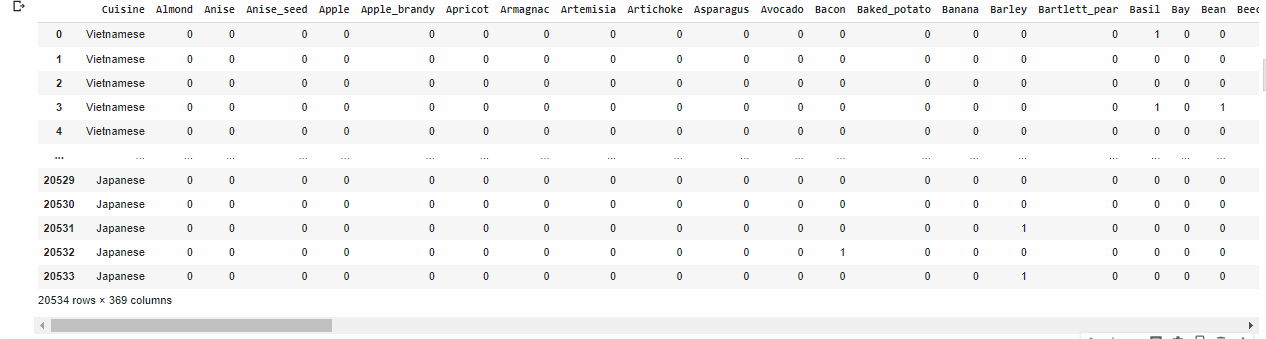 Cuisine Almond Anise Anise_seed Apple Apple_brandy Apricot Armagnac Artemisia Artichoke Asparagus Avocado Bacon Baked_potato Banana Barley Bartlett_pear Basil Bay Bean
0 Vietnamese 0 0 0 0 0 0 0 0 0 0 0 0 0 0 0 0 1 0 0
1 Vietnamese 0 0 0 0 0 0 0 0 0 0 0 0 0 0 0 0 0 0 0
2 Vietnamese 0 0 0 0 0 0 0 0 0 0 0 0 0 0 0 0 0 0 0
3 Vietnamese 0 0 0 0 0 0 0 0 0 0 0 0 0 0 0 0 1 0 1
4 Vietnamese 0 0 0 0 0 0 0 0 0 0 0 0 0 0 0 0 0 0 0
... ... ... ... ... ... ... ... ... ... ... ... ... ... ... ... ... ... ... ... ...
20529 Japanese 0 0 0 0 0 0 0 0 0 0 0 0 0 0 0 0 0 0 0
20530 Japanese 0 0 0 0 0 0 0 0 0 0 0 0 0 0 0 0 0 0 0
20531 Japanese 0 0 0 0 0 0 0 0 0 0 0 0 0 0 1 0 0 0 0
20532 Japanese 0 0 0 0 0 0 0 0 0 0 0 1 0 0 0 0 0 0 0
20533 Japanese 0 0 0 0 0 0 0 0 0 0 0 0 0 0 1 0 0 0 0
20534 rows × 369 columns